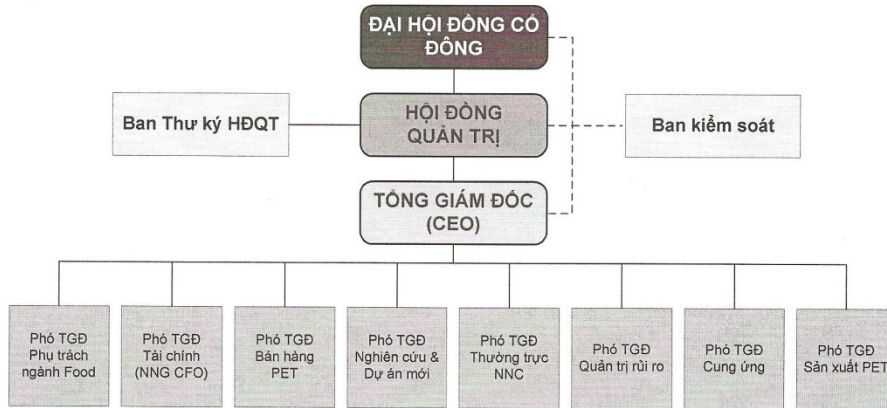 ĐẠI HỘI ĐỒNG CỔ
ĐÔNG
Ban Thư ký HĐQT
HỘI ĐỒNG
QUẢN TRỊ
Ban kiểm soát
TỔNG GIÁM ĐỐC
(CEO)
Phó TGĐ
Phụ trách
ngành Food
Phó TGĐ
Tài chính
(NNG CFO)
Phó TGĐ
Bán hàng
PET
Phó TGĐ
Nghiên cứu &
Dự án mới
Phó TGĐ
Thường trực
NNC
Phó TGĐ
Quản trị rủi ro
Phó TGĐ
Cung ứng
Phó TGĐ
Sản xuất PET